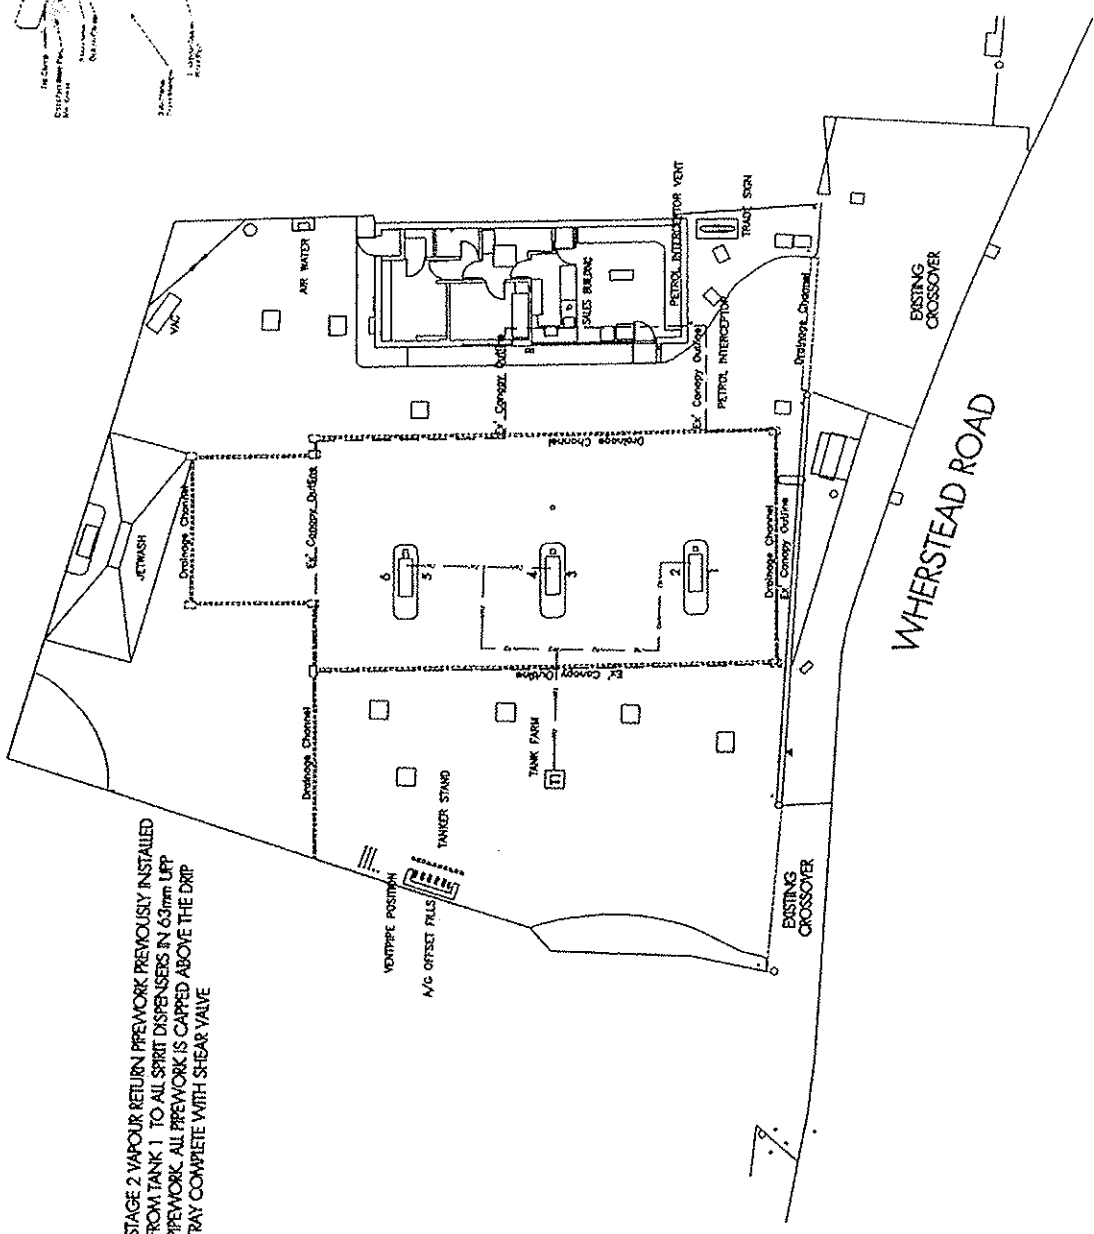 STAGE 2 VAPOUR RETURN PIPEWORK PREVIOUSLY INSTALLED
FROM TANK 1 TO ALL SPIRIT DISPENSERS IN 63mm UPP
PIPEWORK. ALL PIPEWORK IS CAPPED ABOVE THE DRIP
TRAY COMPLETE WITH SHEAR VALVE
VAC
AIR WATER
JETWASH
Drainage Channel
Ex' Canopy Outline
SALES BUILDING
Ex' Canopy Outline
PETROL INTERCEPTOR VENT
TRADE SIGN
Ex' Canopy Outline
PETROL INTERCEPTOR
Drainage Channel
Drainage Channel
6
5
4
3
2
1
Drainage Channel
Ex' Canopy Outline
Drainage Channel
Ex' Canopy Outline
TANK FARM
T1
TANKER STAND
VENTPIPE POSITION
A/G OFFSET FILLS
Drainage Channel
EXISTING
CROSSOVER
EXISTING
CROSSOVER
WHERSTEAD ROAD